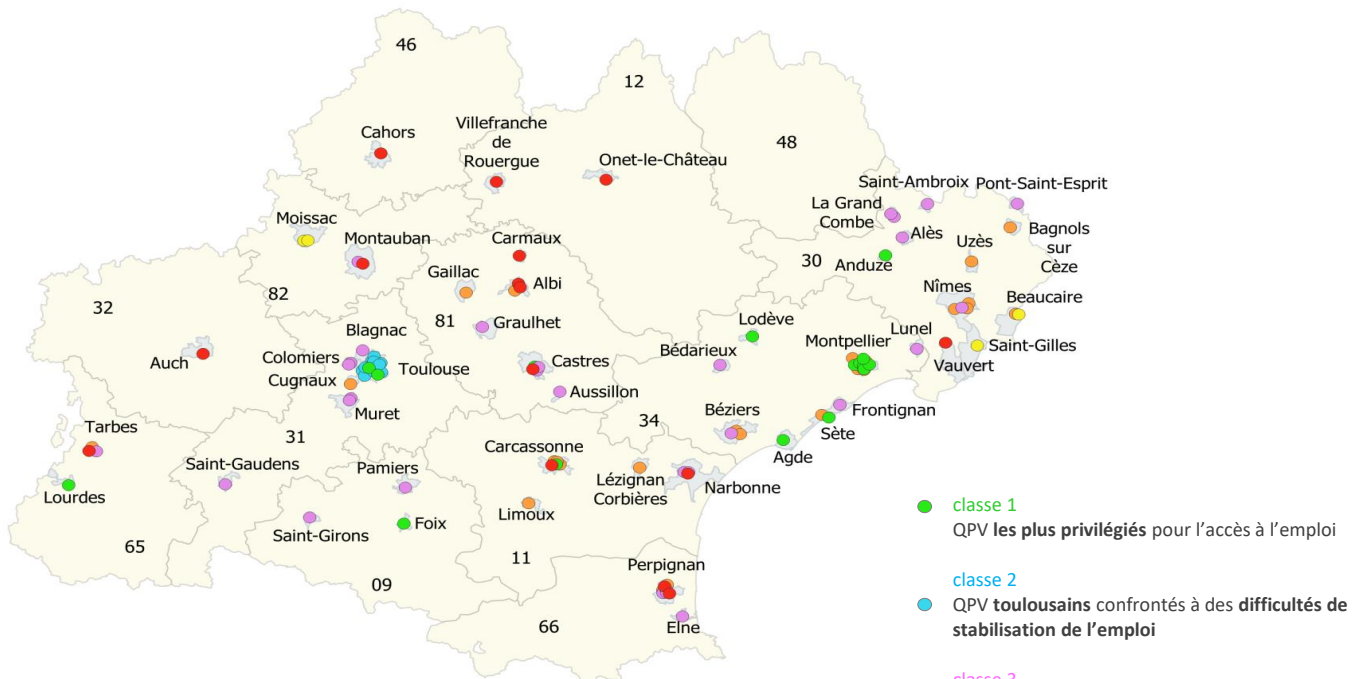 46
12
Cahors
Villefranche
de
Rouergue
Onet-le-Château
48
Saint-Ambroix
Pont-Saint-Esprit
La Grand
Combe
Moissac
Montauban
Carmaux
Alès
Bagnols
sur
Cèze
Uzès
30
Anduze
Gaillac
Albi
Nîmes
Beaucaire
32
82
81
Graulhet
Lodève
Blagnac
Montpellier
Lunel
Saint-Gilles
Auch
Colomiers
Toulouse
Castres
Bédarieux
Vauvert
Cugnaux
Aussillon
Muret
Frontignan
Béziers
Sète
Tarbes
31
34
Carcassonne
Agde
Saint-Gaudens
Pamiers
Lézignan
Corbières
Narbonne
Lourdes
Limoux
Foix
Saint-Girons
65
11
09
Perpignan
66
Elne
classe 1
QPV les plus privilégiés pour l’accès à l’emploi
classe 2
QPV toulousains confrontés à des difficultés de
stabilisation de l’emploi